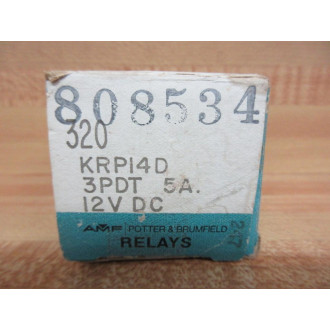 808534
320
KRP14D
3PDT 5A.
12V DC
AMF POTTER & BRUMFIELD
RELAYS